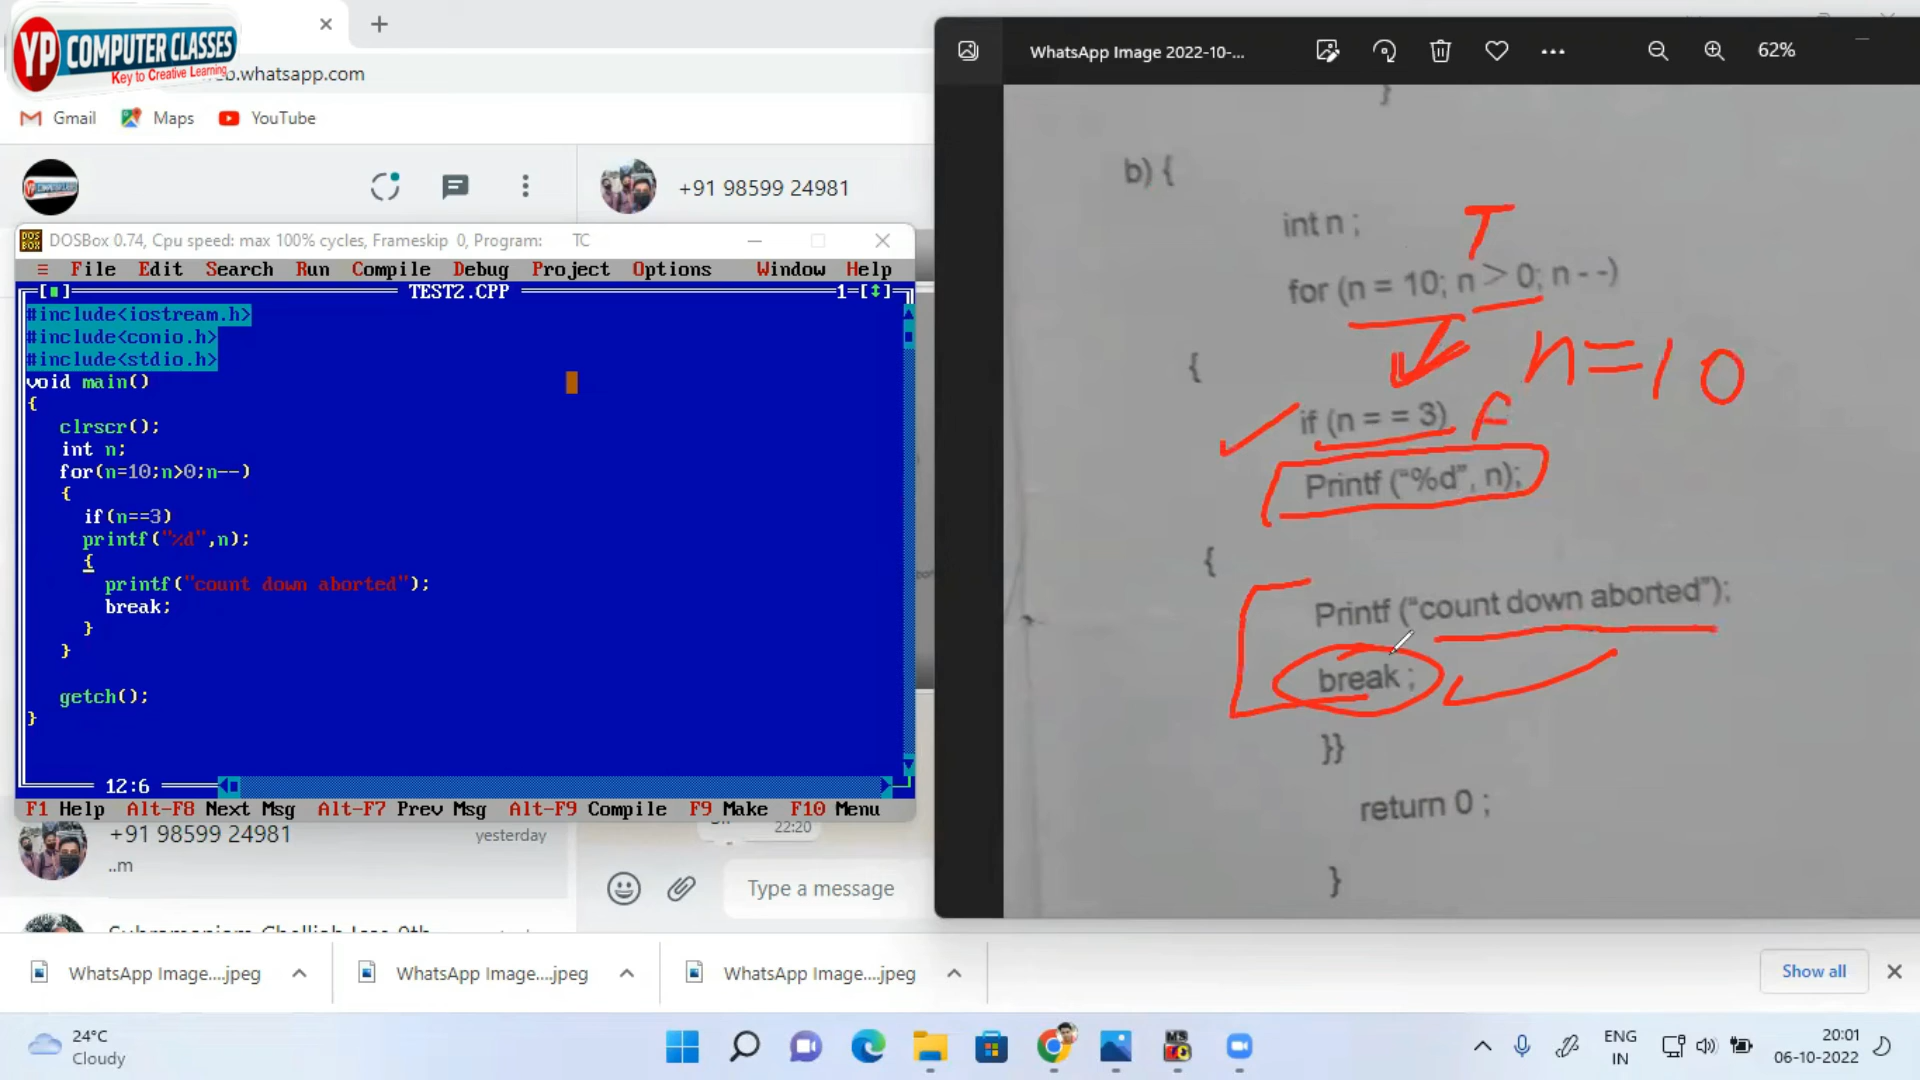 YP COMPUTER CLASSES
Key to Creative Learning
eb.whatsapp.com
Gmail
Maps
YouTube
+91 98599 24981
DOSBox 0.74, Cpu speed: max 100% cycles, Frameskip 0, Program: TC
≡ File Edit Search Run Compile Debug Project Options Window Help
TEST2.CPP
1=[↕]
#include<iostream.h>
#include<conio.h>
#include<stdio.h>
void main()
{
clrscr();
int n;
for(n=10;n>0;n--)
{
if(n==3)
printf("%d",n);
{
printf("count down aborted");
break;
}
}
getch();
}
12:6
F1 Help Alt-F8 Next Msg Alt-F7 Prev Msg Alt-F9 Compile F9 Make F10 Menu
+91 98599 24981
yesterday
..m
22:20
Type a message
WhatsApp Image 2022-10-...
62%
}
b) {
int n ;
T
for (n = 10; n > 0; n - -)
n=10
{
if (n = = 3)
F
Printf ("%d", n);
{
Printf ("count down aborted");
break ;
}}
return 0 ;
}
WhatsApp Image....jpeg
WhatsApp Image....jpeg
WhatsApp Image....jpeg
Show all
24°C
Cloudy
ENG
IN
20:01
06-10-2022